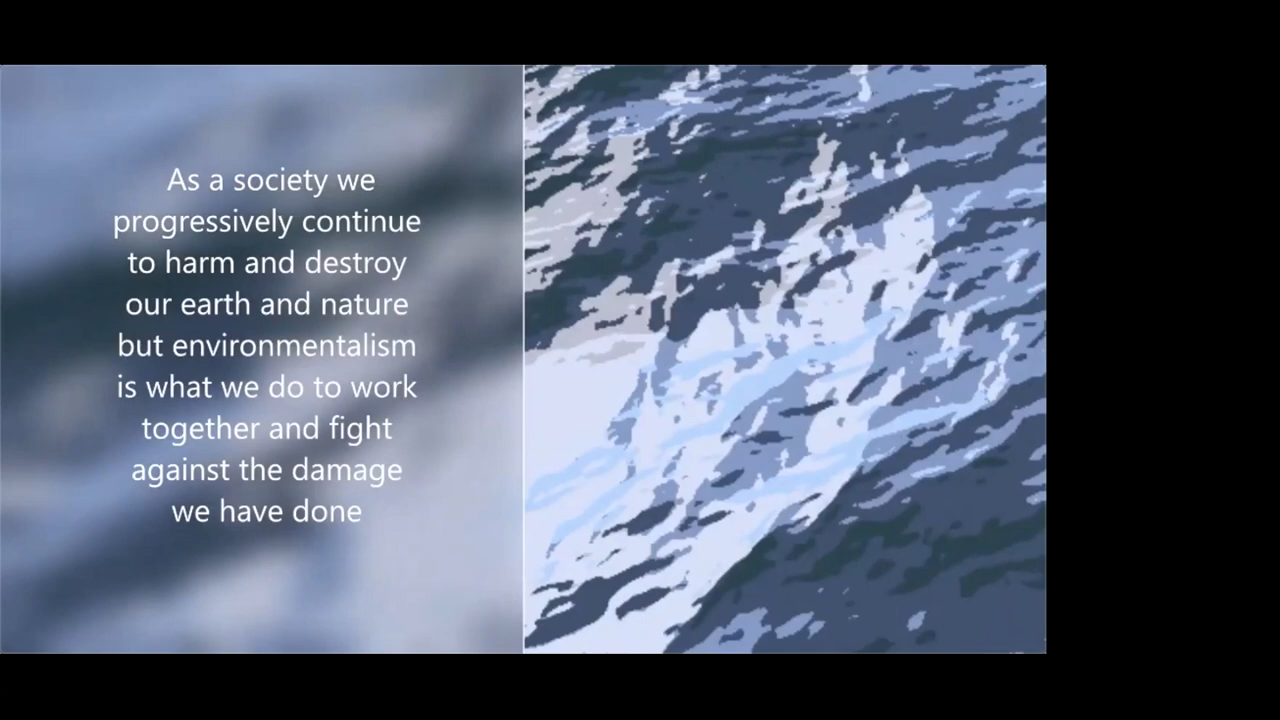 As a society we
progressively continue
to harm and destroy
our earth and nature
but environmentalism
is what we do to work
together and fight
against the damage
we have done